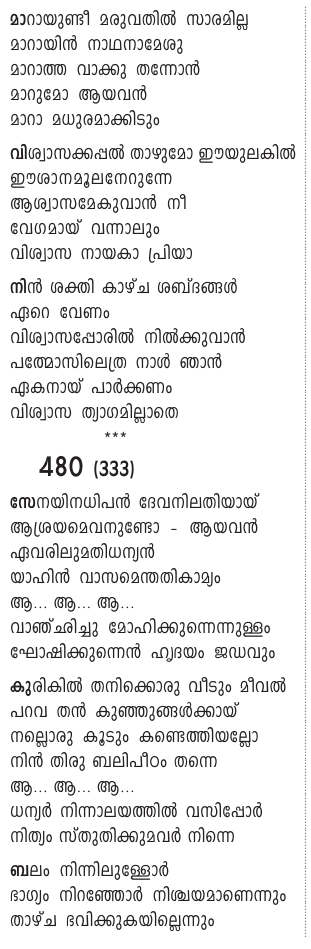 മാറായുണ്ടീ മരുവതിൽ സാരമില്ല
മാറായിൻ നാഥനാമേശു
മാറാത്ത വാക്കു തന്നോൻ
മാറുമോ ആയവൻ
മാറാ മധുരമാക്കിടും
വിശ്വാസക്കപ്പൽ താഴുമോ ഈയുലകിൽ
ഈശാനമൂലനേറുന്നേ
ആശ്വാസമേകുവാൻ നീ
വേഗമായ് വന്നാലും
വിശ്വാസ നായകാ പ്രിയാ
നിൻ ശക്തി കാഴ്ച ശബ്ദങ്ങൾ
ഏറെ വേണം
വിശ്വാസപ്പോരിൽ നിൽക്കുവാൻ
പത്മോസിലെത്ര നാൾ ഞാൻ
ഏകനായ് പാർക്കണം
വിശ്വാസ ത്യാഗമില്ലാതെ
***
480 (333)
സേനയിനധിപൻ ദേവനിലതിയായ്
ആശ്രയമെവനുണ്ടോ - ആയവൻ
ഏവരിലുമതിധന്യൻ
യാഹിൻ വാസമെന്തതികാമ്യം
ആ... ആ... ആ...
വാഞ്ഛിച്ചു മോഹിക്കുന്നെന്നുള്ളം
ഘോഷിക്കുന്നെൻ ഹൃദയം ജഡവും
കുരികിൽ തനിക്കൊരു വീടും മീവൽ
പറവ തൻ കുഞ്ഞുങ്ങൾക്കായ്
നല്ലൊരു കൂടും കണ്ടെത്തിയല്ലോ
നിൻ തിരു ബലിപീഠം തന്നെ
ആ... ആ... ആ...
ധന്യർ നിന്നാലയത്തിൽ വസിപ്പോർ
നിത്യം സ്തുതിക്കുമവർ നിന്നെ
ബലം നിന്നിലുള്ളോർ
ഭാഗ്യം നിറഞ്ഞോർ നിശ്ചയമാണെന്നും
താഴ്ച ഭവിക്കുകയില്ലെന്നും